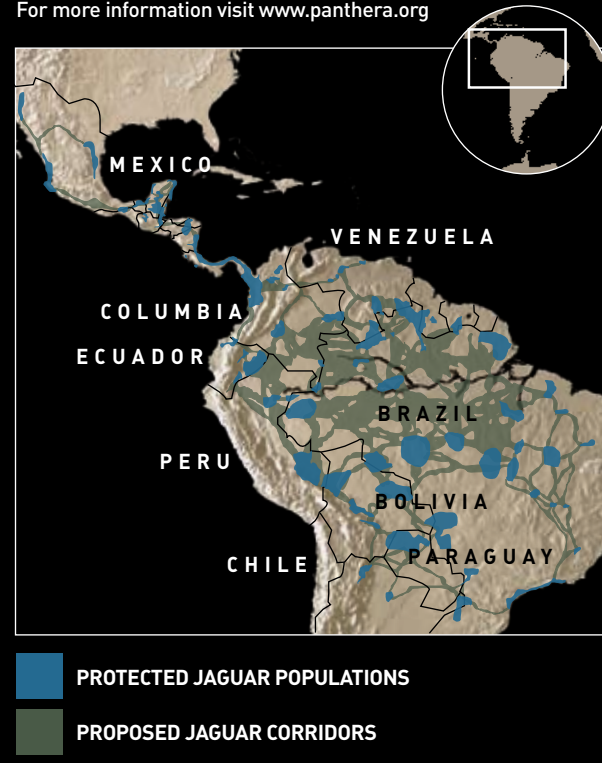 For more information visit www.panthera.org
MEXICO
VENEZUELA
COLUMBIA
ECUADOR
BRAZIL
PERU
BOLIVIA
PARAGUAY
CHILE
PROTECTED JAGUAR POPULATIONS
PROPOSED JAGUAR CORRIDORS